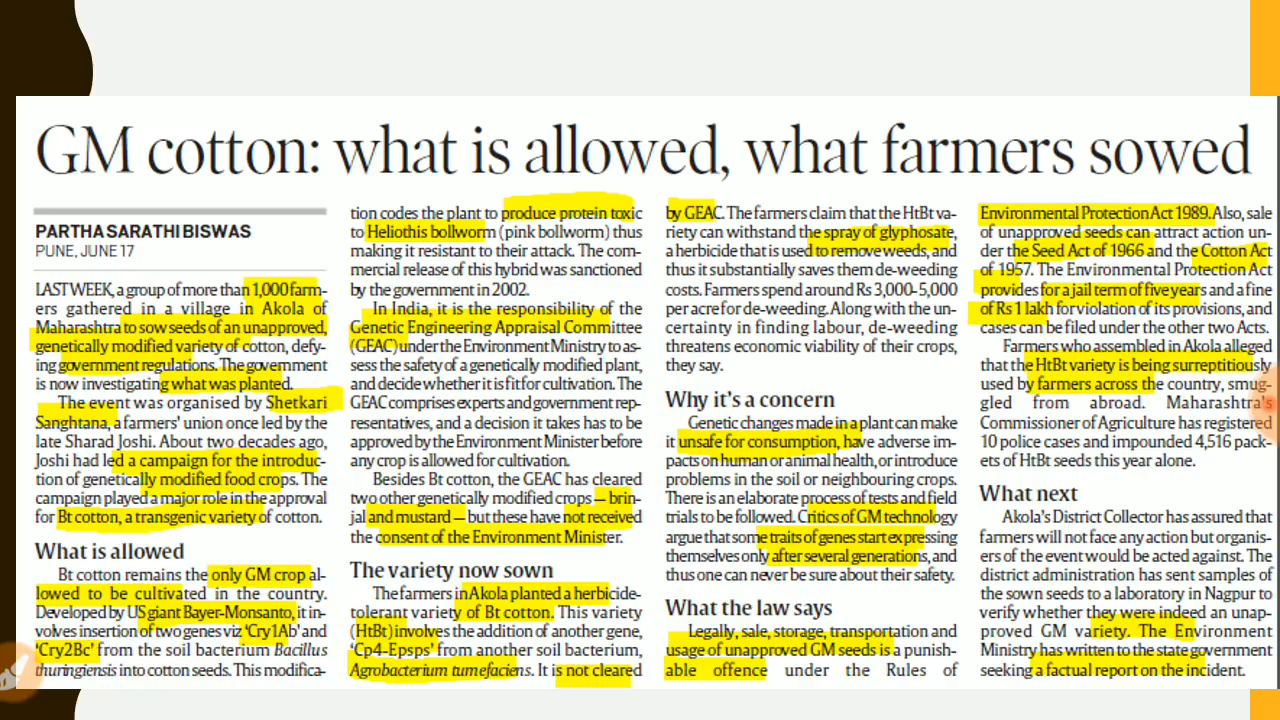 GM cotton: what is allowed, what farmers sowed
PARTHA SARATHI BISWAS
PUNE, JUNE 17
LAST WEEK, a group of more than 1,000 farm-
ers gathered in a village in Akola of
Maharashtra to sow seeds of an unapproved,
genetically modified variety of cotton, defy-
ing government regulations. The government
is now investigating what was planted.
The event was organised by Shetkari
Sanghtana, a farmers' union once led by the
late Sharad Joshi. About two decades ago,
Joshi had led a campaign for the introduc-
tion of genetically modified food crops. The
campaign played a major role in the approval
for Bt cotton, a transgenic variety of cotton.
What is allowed
Bt cotton remains the only GM crop al-
lowed to be cultivated in the country.
Developed by US giant Bayer-Monsanto, it in-
volves insertion of two genes viz 'Cry1Ab' and
'Cry2Bc' from the soil bacterium Bacillus
thuringiensis into cotton seeds. This modifica-
tion codes the plant to produce protein toxic
to Heliothis bollworm (pink bollworm) thus
making it resistant to their attack. The com-
mercial release of this hybrid was sanctioned
by the government in 2002.
In India, it is the responsibility of the
Genetic Engineering Appraisal Committee
(GEAC) under the Environment Ministry to as-
sess the safety of a genetically modified plant,
and decide whether it is fit for cultivation. The
GEAC comprises experts and government rep-
resentatives, and a decision it takes has to be
approved by the Environment Minister before
any crop is allowed for cultivation.
Besides Bt cotton, the GEAC has cleared
two other genetically modified crops — brin-
jal and mustard — but these have not received
the consent of the Environment Minister.
The variety now sown
The farmers in Akola planted a herbicide-
tolerant variety of Bt cotton. This variety
(HtBt) involves the addition of another gene,
'Cp4-Epsps' from another soil bacterium,
Agrobacterium tumefaciens. It is not cleared
by GEAC. The farmers claim that the HtBt va-
riety can withstand the spray of glyphosate,
a herbicide that is used to remove weeds, and
thus it substantially saves them de-weeding
costs. Farmers spend around Rs 3,000-5,000
per acre for de-weeding. Along with the un-
certainty in finding labour, de-weeding
threatens economic viability of their crops,
they say.
Why it's a concern
Genetic changes made in a plant can make
it unsafe for consumption, have adverse im-
pacts on human or animal health, or introduce
problems in the soil or neighbouring crops.
There is an elaborate process of tests and field
trials to be followed. Critics of GM technology
argue that some traits of genes start expressing
themselves only after several generations, and
thus one can never be sure about their safety.
What the law says
Legally, sale, storage, transportation and
usage of unapproved GM seeds is a punish-
able offence under the Rules of
Environmental Protection Act 1989. Also, sale
of unapproved seeds can attract action un-
der the Seed Act of 1966 and the Cotton Act
of 1957. The Environmental Protection Act
provides for a jail term of five years and a fine
of Rs 1 lakh for violation of its provisions, and
cases can be filed under the other two Acts.
Farmers who assembled in Akola alleged
that the HtBt variety is being surreptitiously
used by farmers across the country, smug-
gled from abroad. Maharashtra's
Commissioner of Agriculture has registered
10 police cases and impounded 4,516 pack-
ets of HtBt seeds this year alone.
What next
Akola's District Collector has assured that
farmers will not face any action but organis-
ers of the event would be acted against. The
district administration has sent samples of
the sown seeds to a laboratory in Nagpur to
verify whether they were indeed an unap-
proved GM variety. The Environment
Ministry has written to the state government
seeking a factual report on the incident.